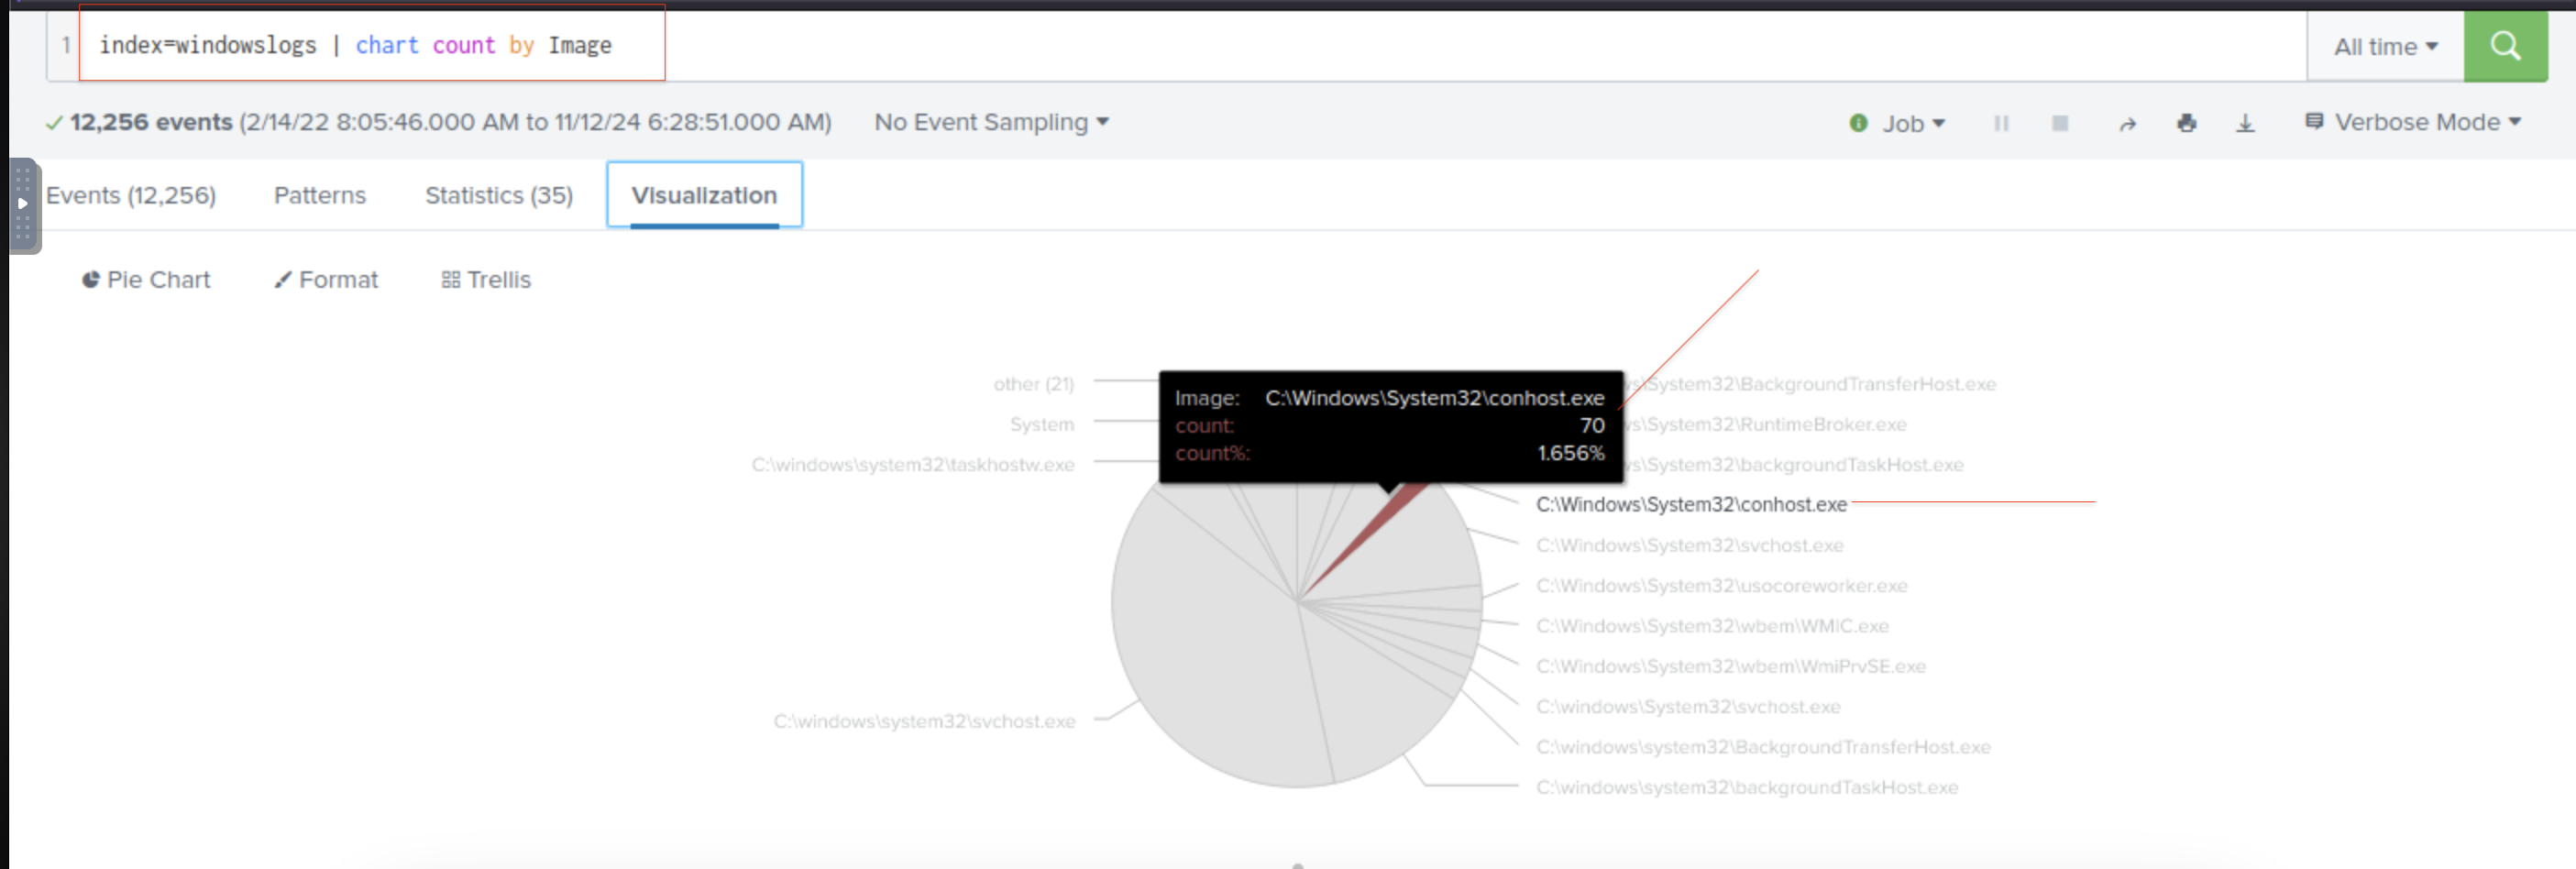 1 index=windowslogs | chart count by Image
All time
12,256 events (2/14/22 8:05:46.000 AM to 11/12/24 6:28:51.000 AM) No Event Sampling Job Verbose Mode
Events (12,256) Patterns Statistics (35) Visualization
Pie Chart Format Trellis
other (21)
System
C:\windows\system32\taskhostw.exe
C:\windows\system32\svchost.exe
Image: C:\Windows\System32\conhost.exe
count: 70
count%: 1.656%
\System32\BackgroundTransferHost.exe
\System32\RuntimeBroker.exe
\System32\backgroundTaskHost.exe
C:\Windows\System32\conhost.exe
C:\Windows\System32\svchost.exe
C:\Windows\System32\usocoreworker.exe
C:\Windows\System32\wbem\WMIC.exe
C:\Windows\System32\wbem\WmiPrvSE.exe
C:\windows\System32\svchost.exe
C:\windows\system32\BackgroundTransferHost.exe
C:\windows\system32\backgroundTaskHost.exe